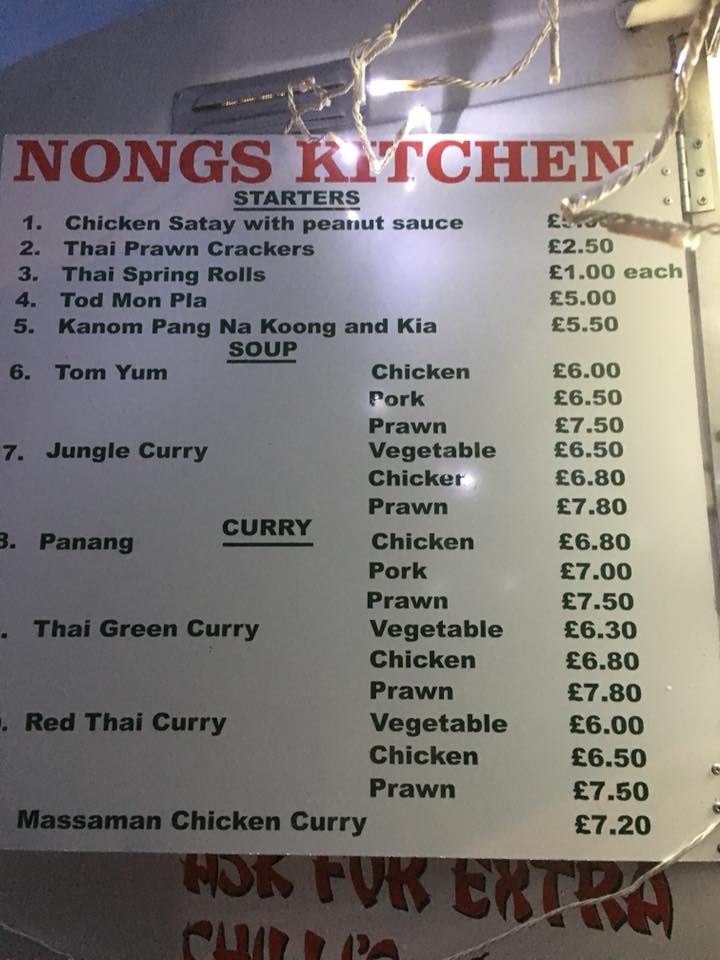 NONGS KITCHEN
STARTERS
1. Chicken Satay with peanut sauce
2. Thai Prawn Crackers £2.50
3. Thai Spring Rolls £1.00 each
4. Tod Mon Pla £5.00
5. Kanom Pang Na Koong and Kia £5.50
SOUP
6. Tom Yum Chicken £6.00
Pork £6.50
Prawn £7.50
7. Jungle Curry Vegetable £6.50
Chicken £6.80
Prawn £7.80
CURRY
8. Panang Chicken £6.80
Pork £7.00
Prawn £7.50
. Thai Green Curry Vegetable £6.30
Chicken £6.80
Prawn £7.80
. Red Thai Curry Vegetable £6.00
Chicken £6.50
Prawn £7.50
Massaman Chicken Curry £7.20
ASK FOR EXTRA
CHILLI'S